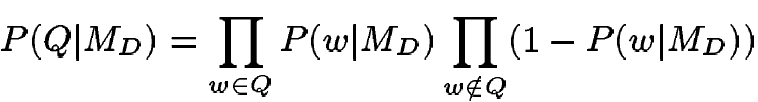 P(Q|M_D) = ∏_{w∈Q} P(w|M_D) ∏_{w∉Q} (1 − P(w|M_D))